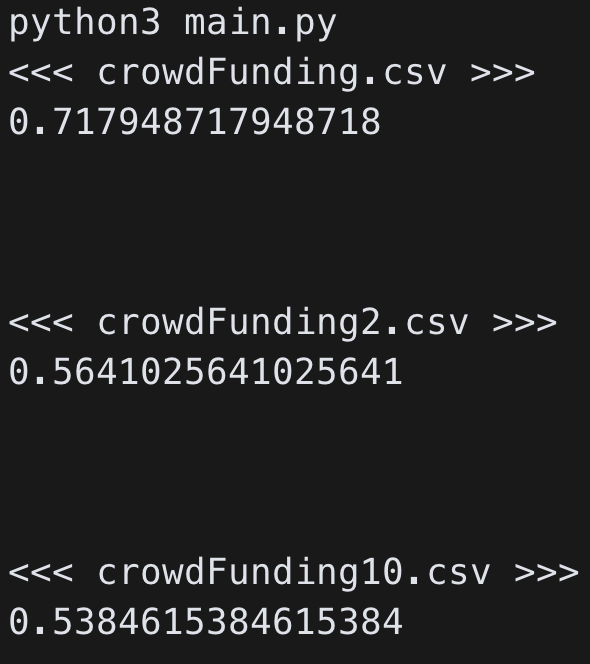 python3 main.py
<<< crowdFunding.csv >>>
0.717948717948718
<<< crowdFunding2.csv >>>
0.5641025641025641
<<< crowdFunding10.csv >>>
0.5384615384615384